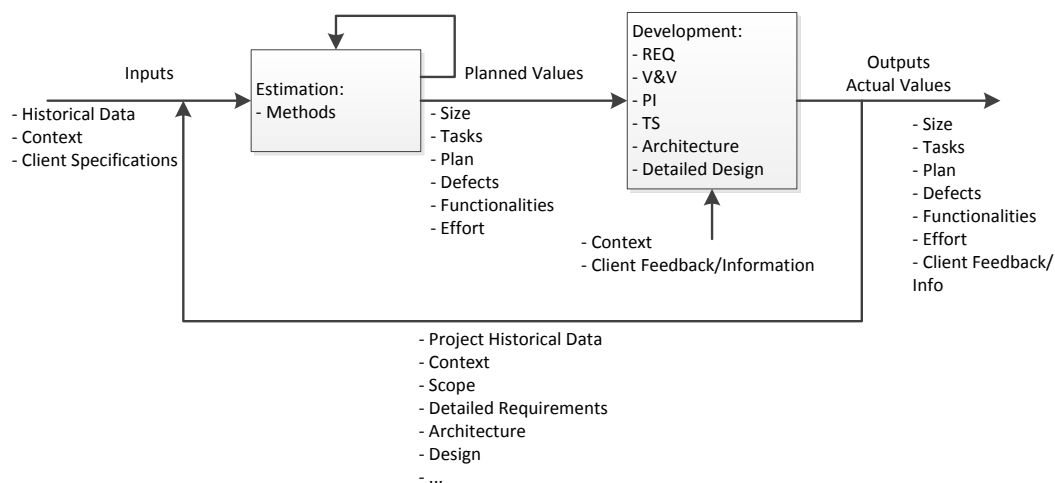 Inputs
- Historical Data
- Context
- Client Specifications
Estimation:
- Methods
Planned Values
- Size
- Tasks
- Plan
- Defects
- Functionalities
- Effort
Development:
- REQ
- V&V
- PI
- TS
- Architecture
- Detailed Design
- Context
- Client Feedback/Information
Outputs
Actual Values
- Size
- Tasks
- Plan
- Defects
- Functionalities
- Effort
- Client Feedback/
Info
- Project Historical Data
- Context
- Scope
- Detailed Requirements
- Architecture
- Design
- ...